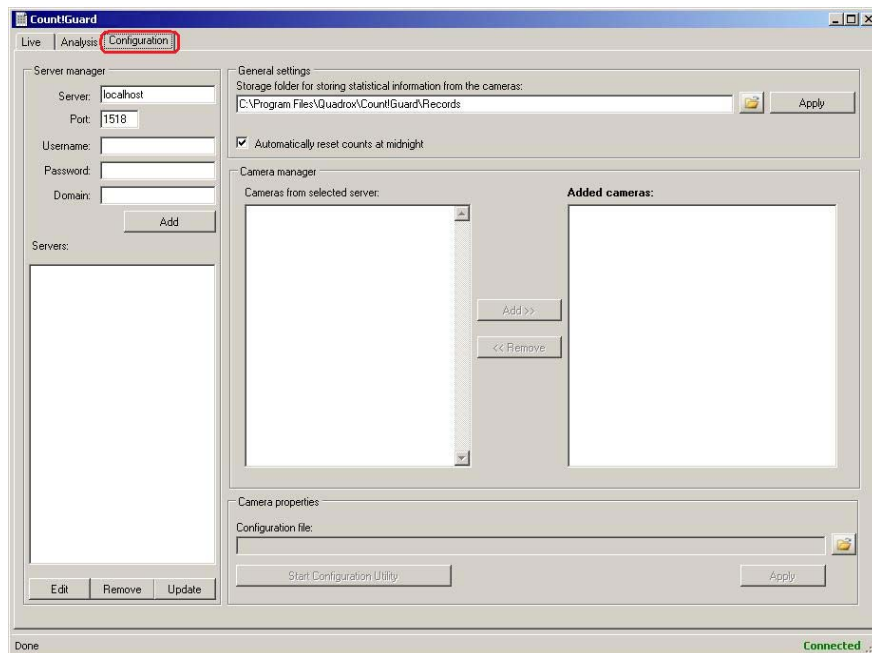 Count!Guard
Live Analysis Configuration
Server manager
Server: localhost
Port: 1518
Username:
Password:
Domain:
Add
Servers:
Edit Remove Update
General settings
Storage folder for storing statistical information from the cameras:
C:\Program Files\Quadrox\Count!Guard\Records
Apply
Automatically reset counts at midnight
Camera manager
Cameras from selected server:
Added cameras:
Add >>
<< Remove
Camera properties
Configuration file:
Start Configuration Utility
Apply
Done
Connected